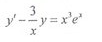 y' − 3/x y = x³eˣ